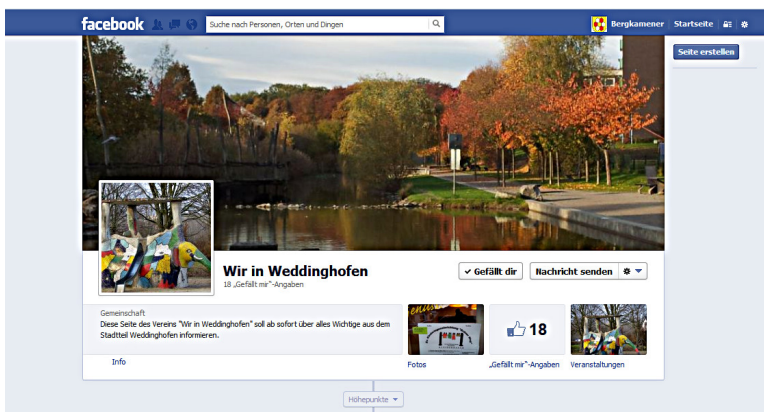 facebook
Suche nach Personen, Orten und Dingen
Bergkamener
Startseite
Seite erstellen
Wir in Weddinghofen
18 „Gefällt mir“-Angaben
Gefällt dir
Nachricht senden
Gemeinschaft
Diese Seite des Vereins "Wir in Weddinghofen" soll ab sofort über alles Wichtige aus dem
Stadtteil Weddinghofen informieren.
18
Info
Fotos
„Gefällt mir“-Angaben
Veranstaltungen
Höhepunkte